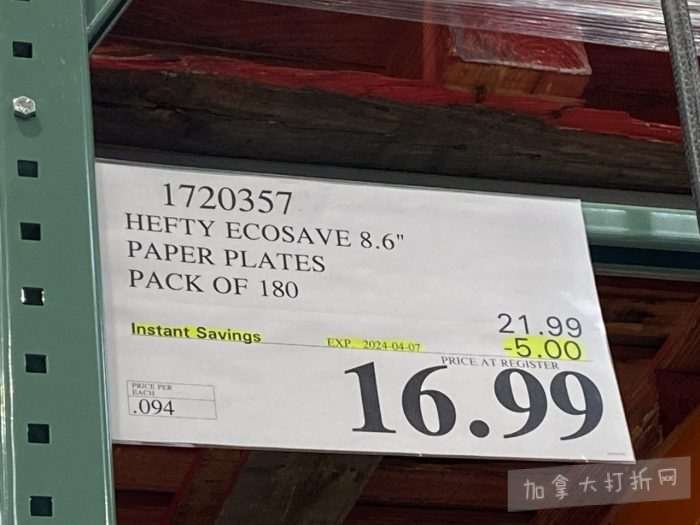 1720357
HEFTY ECOSAVE 8.6"
PAPER PLATES
PACK OF 180
21.99
Instant Savings EXP. 2024-04-07 -5.00
PRICE AT REGISTER
16.99
PRICE PER
EACH
.094
加拿大打折网